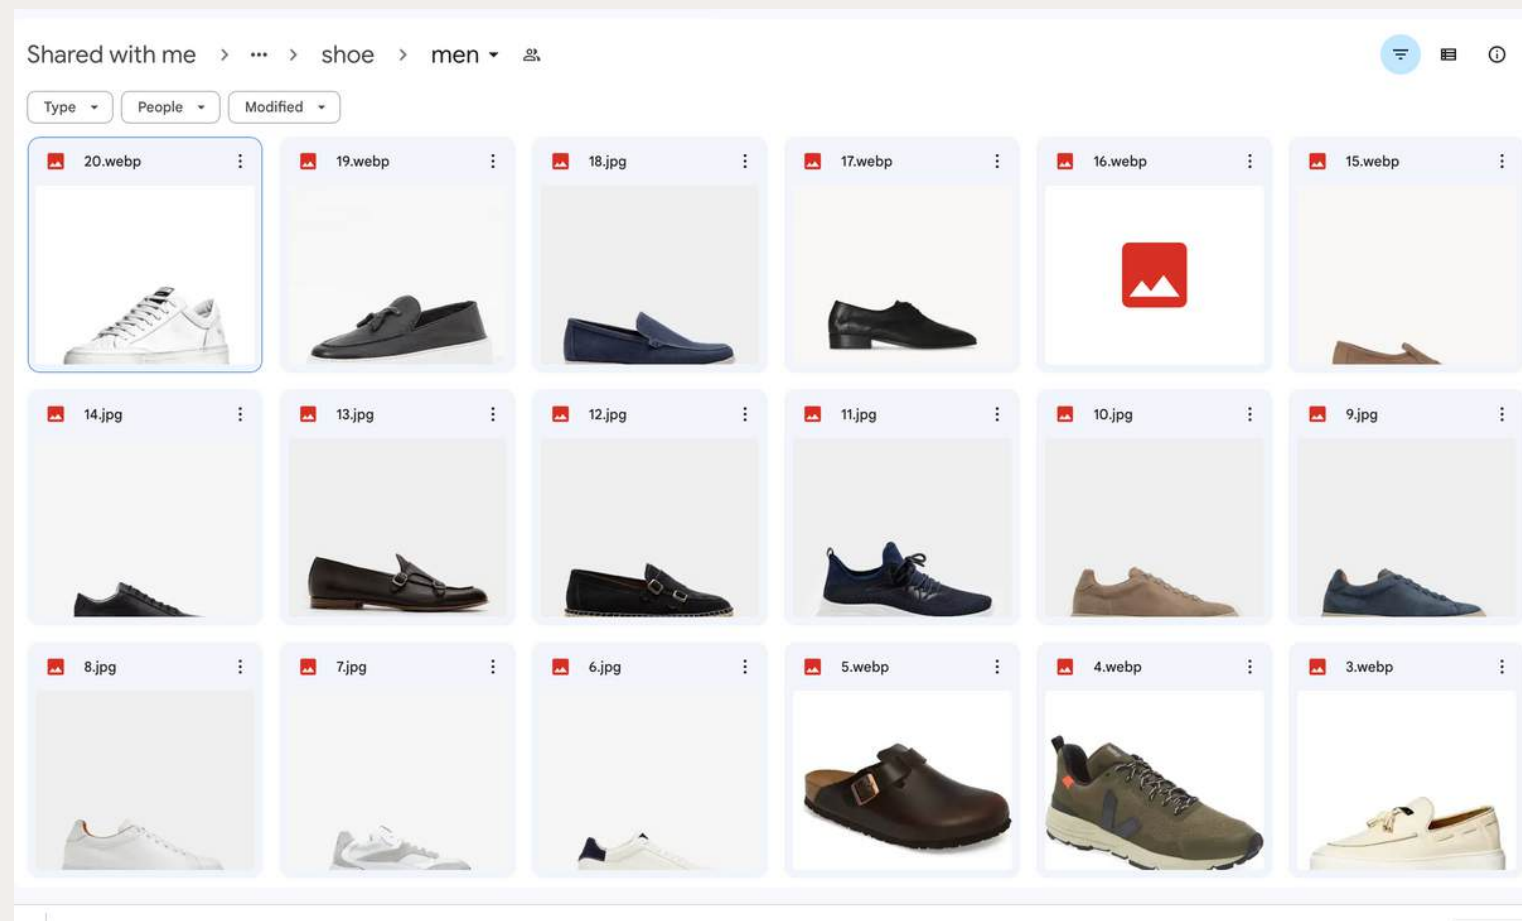 Shared with me > ... > shoe > men
Type People Modified
20.webp 19.webp 18.jpg 17.webp 16.webp 15.webp
14.jpg 13.jpg 12.jpg 11.jpg 10.jpg 9.jpg
8.jpg 7.jpg 6.jpg 5.webp 4.webp 3.webp